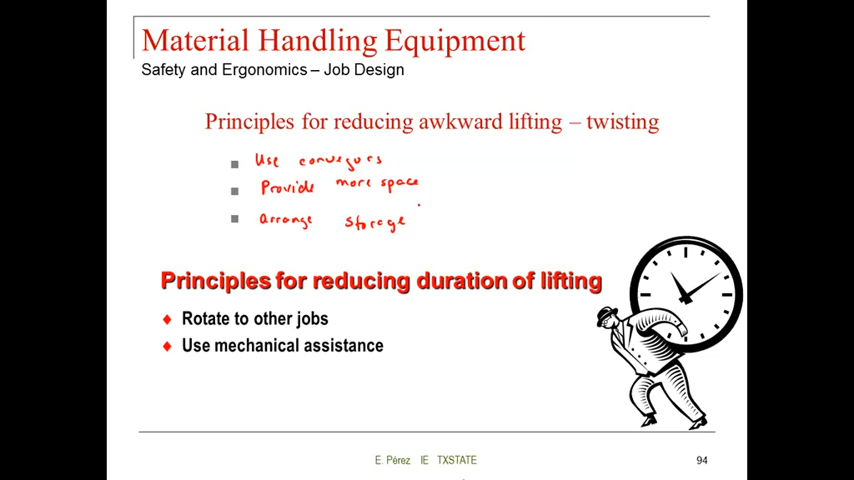 Material Handling Equipment
Safety and Ergonomics – Job Design
Principles for reducing awkward lifting – twisting
Use conveyors
Provide more space
arrange storage
Principles for reducing duration of lifting
Rotate to other jobs
Use mechanical assistance
E. Pérez IE TXSTATE
94